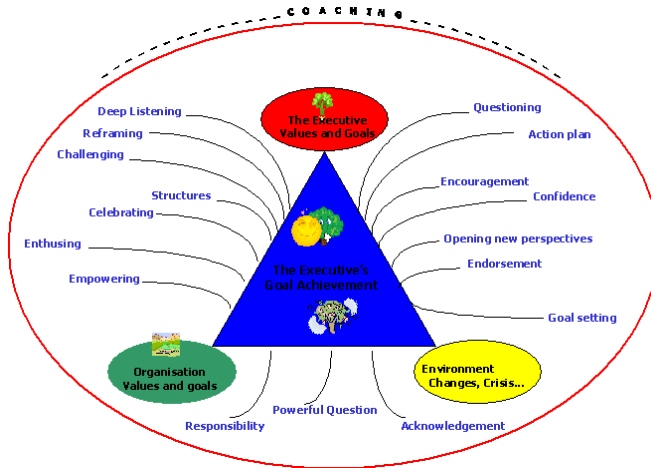 COACHING
The Executive
Values and Goals
Deep Listening
Reframing
Challenging
Structures
Celebrating
Enthusing
Empowering
Questioning
Action plan
Encouragement
Confidence
Opening new perspectives
Endorsement
Goal setting
The Executive's
Goal Achievement
Organisation
Values and goals
Environment
Changes, Crisis...
Responsibility
Powerful Question
Acknowledgement